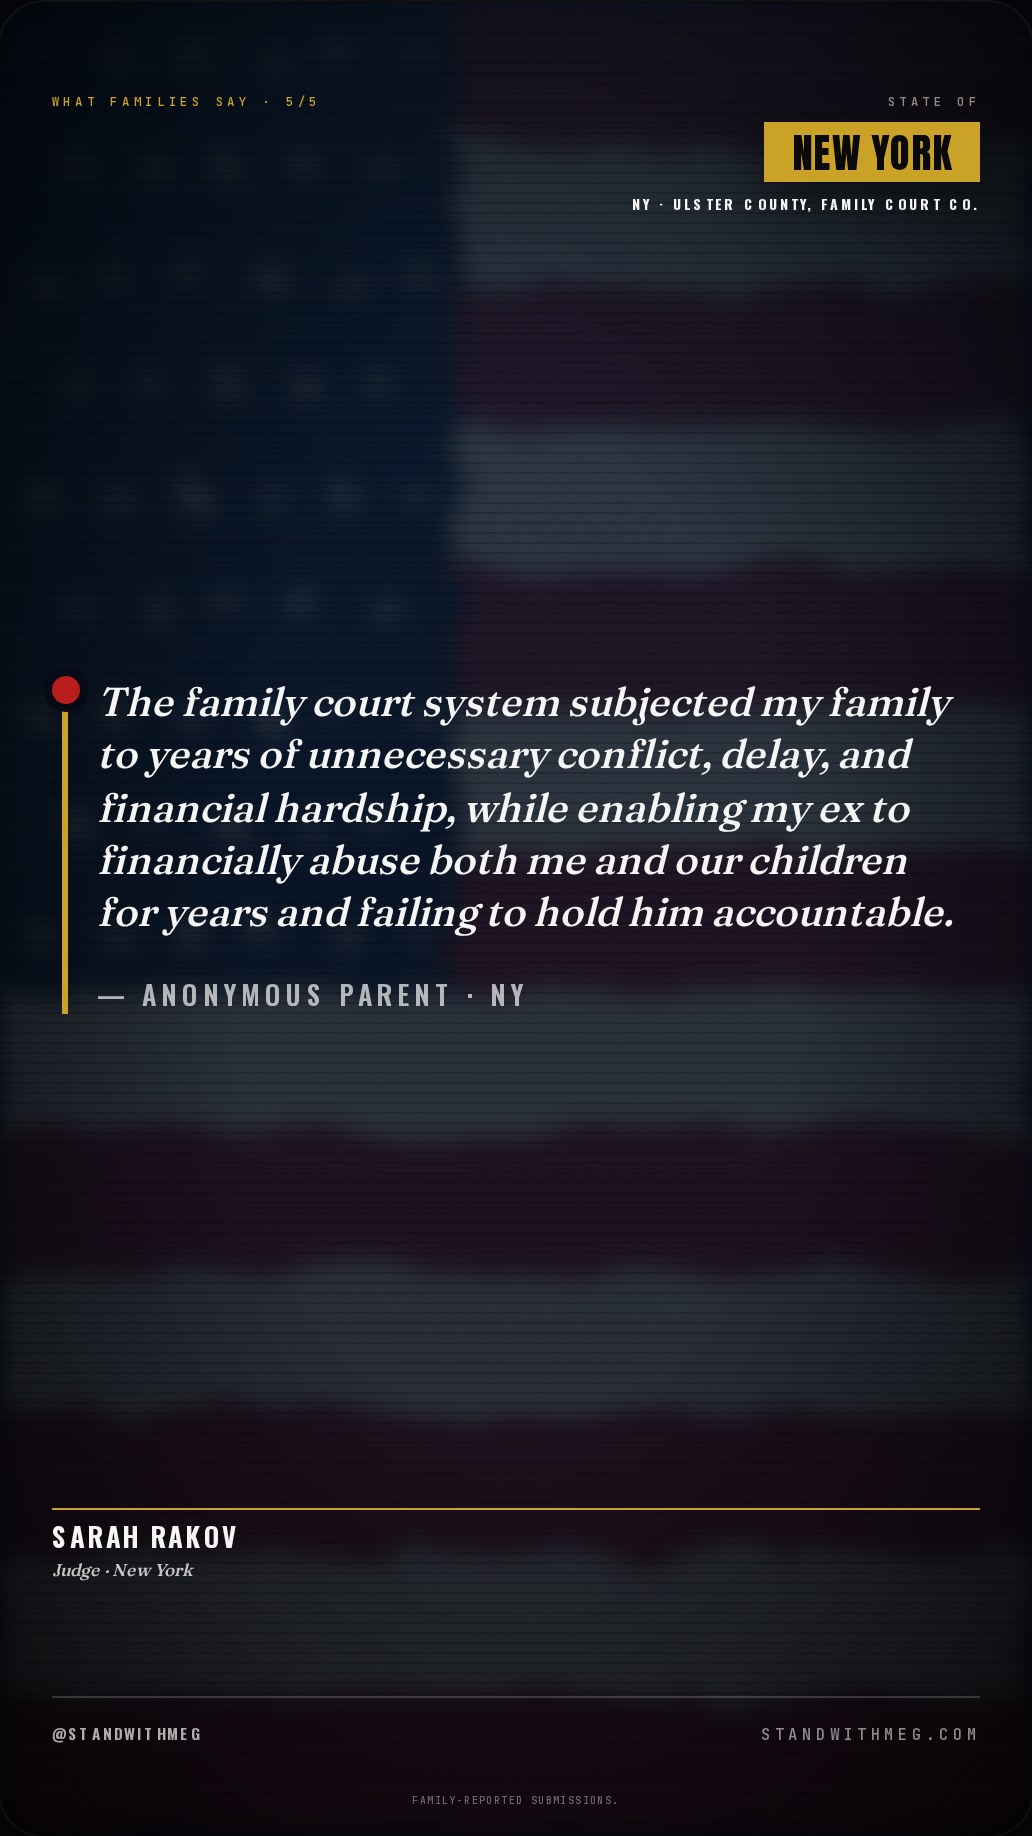 WHAT FAMILIES SAY · 5/5
STATE OF
NEW YORK
NY · ULSTER COUNTY, FAMILY COURT CO.
The family court system subjected my family
to years of unnecessary conflict, delay, and
financial hardship, while enabling my ex to
financially abuse both me and our children
for years and failing to hold him accountable.
— ANONYMOUS PARENT · NY
SARAH RAKOV
Judge · New York
@STANDWITHMEG
STANDWITHMEG.COM
FAMILY-REPORTED SUBMISSIONS.